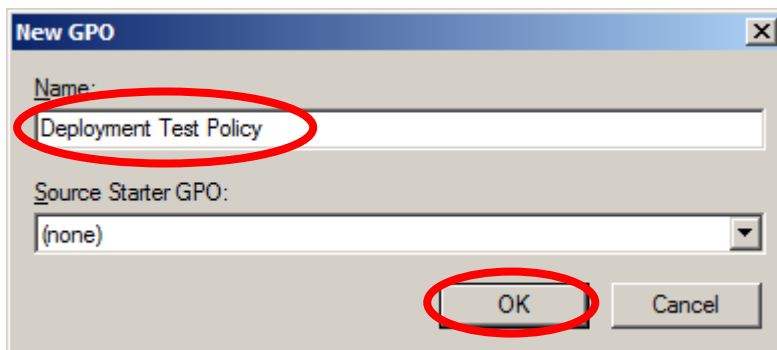 New GPO
Name:
Deployment Test Policy
Source Starter GPO:
(none)
OK Cancel